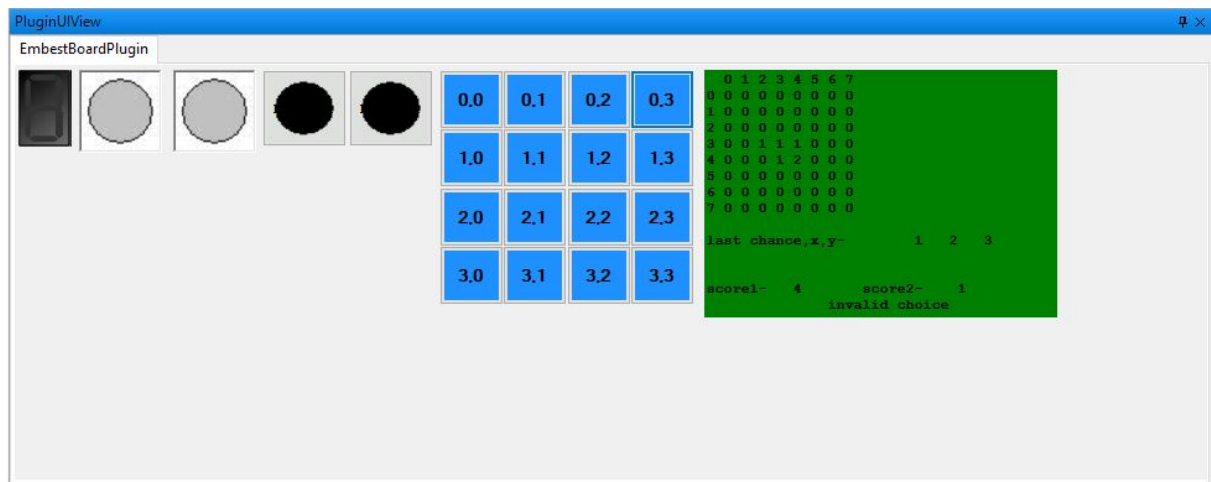 PluginUIView
EmbestBoardPlugin
0,0 0,1 0,2 0,3
1,0 1,1 1,2 1,3
2,0 2,1 2,2 2,3
3,0 3,1 3,2 3,3
0 1 2 3 4 5 6 7
0 0 0 0 0 0 0 0 0
1 0 0 0 0 0 0 0 0
2 0 0 0 0 0 0 0 0
3 0 0 1 1 1 0 0 0
4 0 0 0 1 2 0 0 0
5 0 0 0 0 0 0 0 0
6 0 0 0 0 0 0 0 0
7 0 0 0 0 0 0 0 0
last chance,x,y- 1 2 3
score1- 4 score2- 1
invalid choice